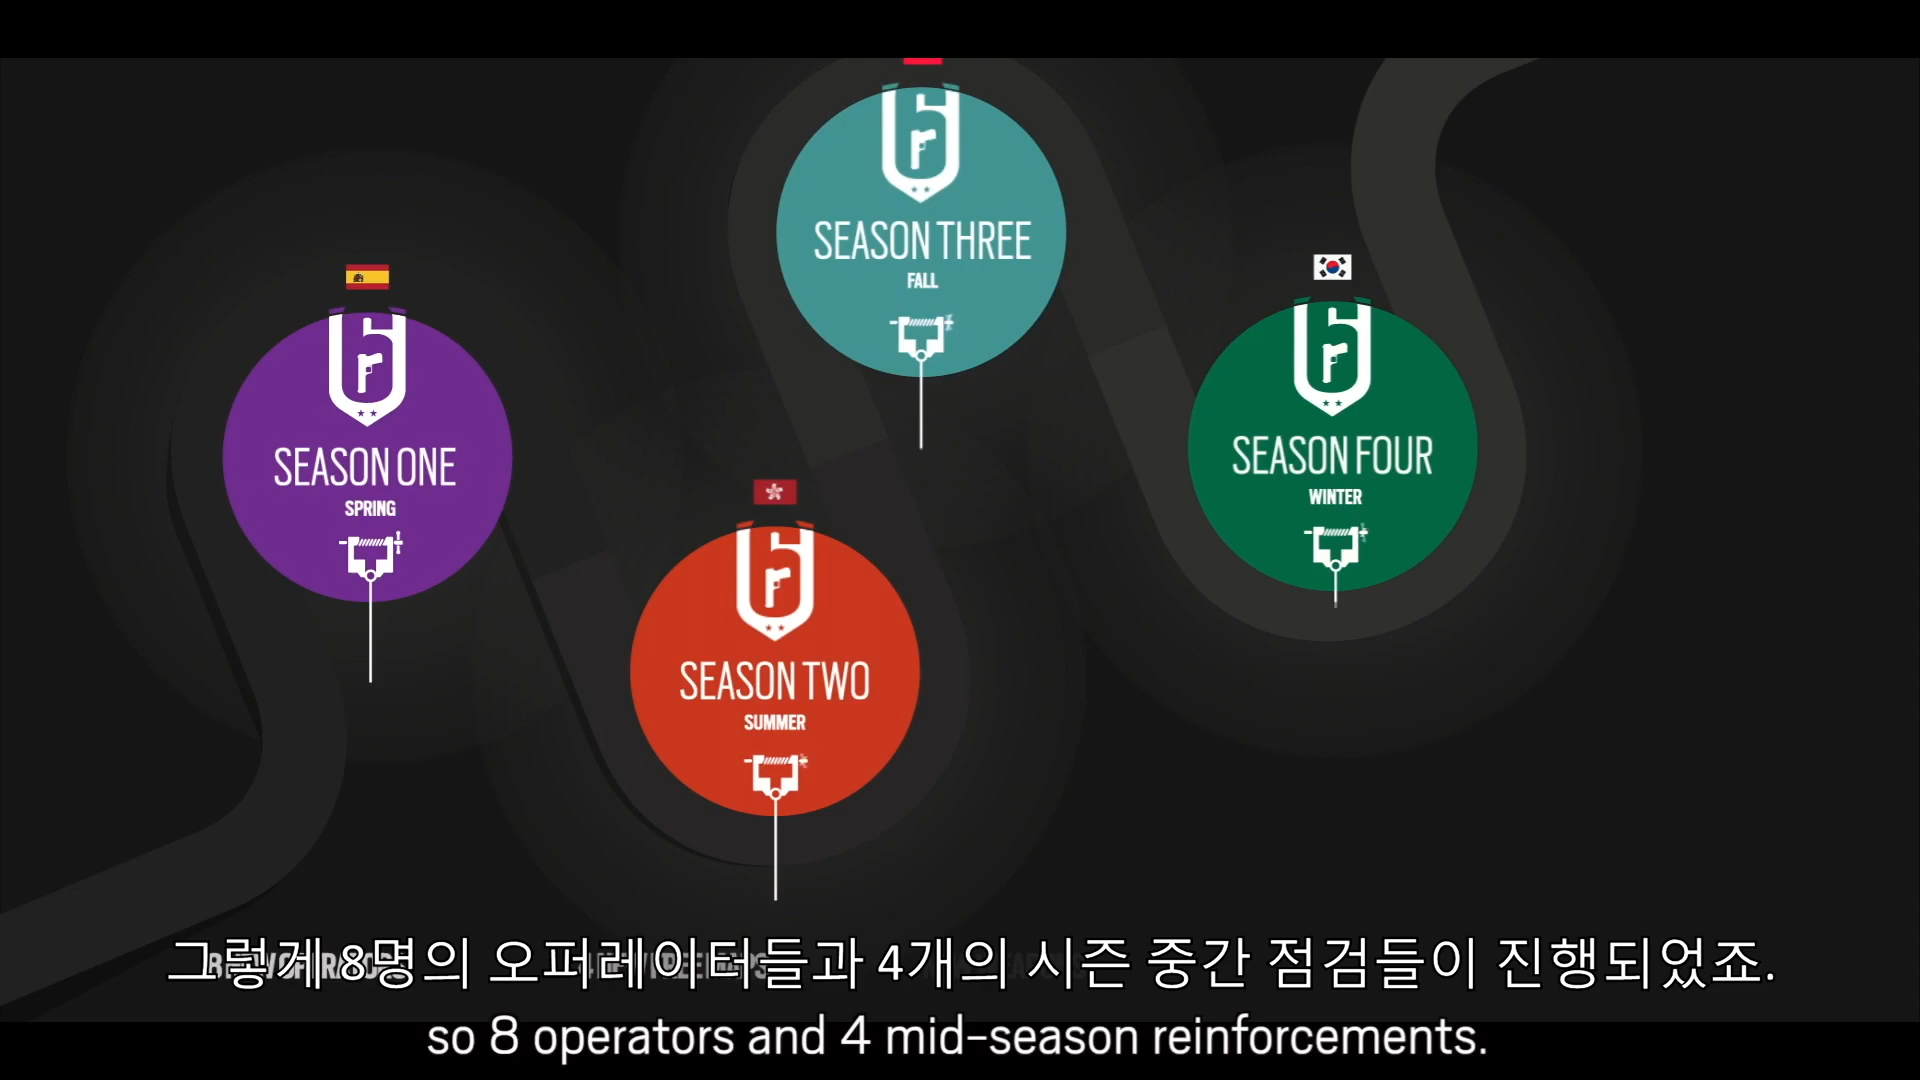 SEASON THREE
FALL
SEASON ONE
SPRING
SEASON FOUR
WINTER
SEASON TWO
SUMMER
그렇게 8명의 오퍼레이터들과 4개의 시즌 중간 점검들이 진행되었죠.
so 8 operators and 4 mid-season reinforcements.